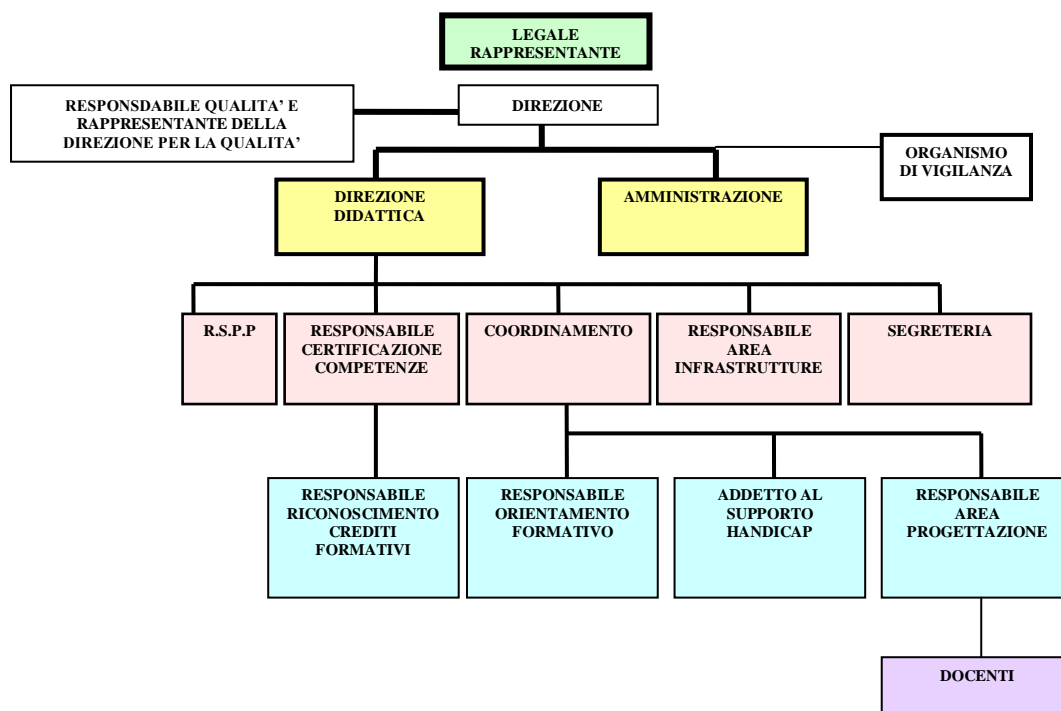 LEGALE
RAPPRESENTANTE
RESPONSDABILE QUALITA’ E
RAPPRESENTANTE DELLA
DIREZIONE PER LA QUALITA’
DIREZIONE
ORGANISMO
DI VIGILANZA
DIREZIONE
DIDATTICA
AMMINISTRAZIONE
R.S.P.P
RESPONSABILE
CERTIFICAZIONE
COMPETENZE
COORDINAMENTO
RESPONSABILE
AREA
INFRASTRUTTURE
SEGRETERIA
RESPONSABILE
RICONOSCIMENTO
CREDITI
FORMATIVI
RESPONSABILE
ORIENTAMENTO
FORMATIVO
ADDETTO AL
SUPPORTO
HANDICAP
RESPONSABILE
AREA
PROGETTAZIONE
DOCENTI